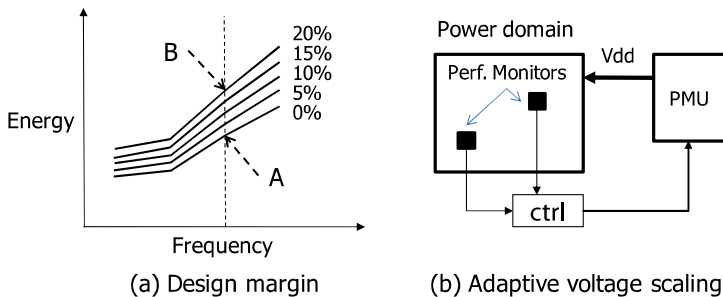 20%
15%
10%
5%
0%
B
A
Energy
Frequency
(a) Design margin
Power domain
Perf. Monitors
Vdd
PMU
ctrl
(b) Adaptive voltage scaling